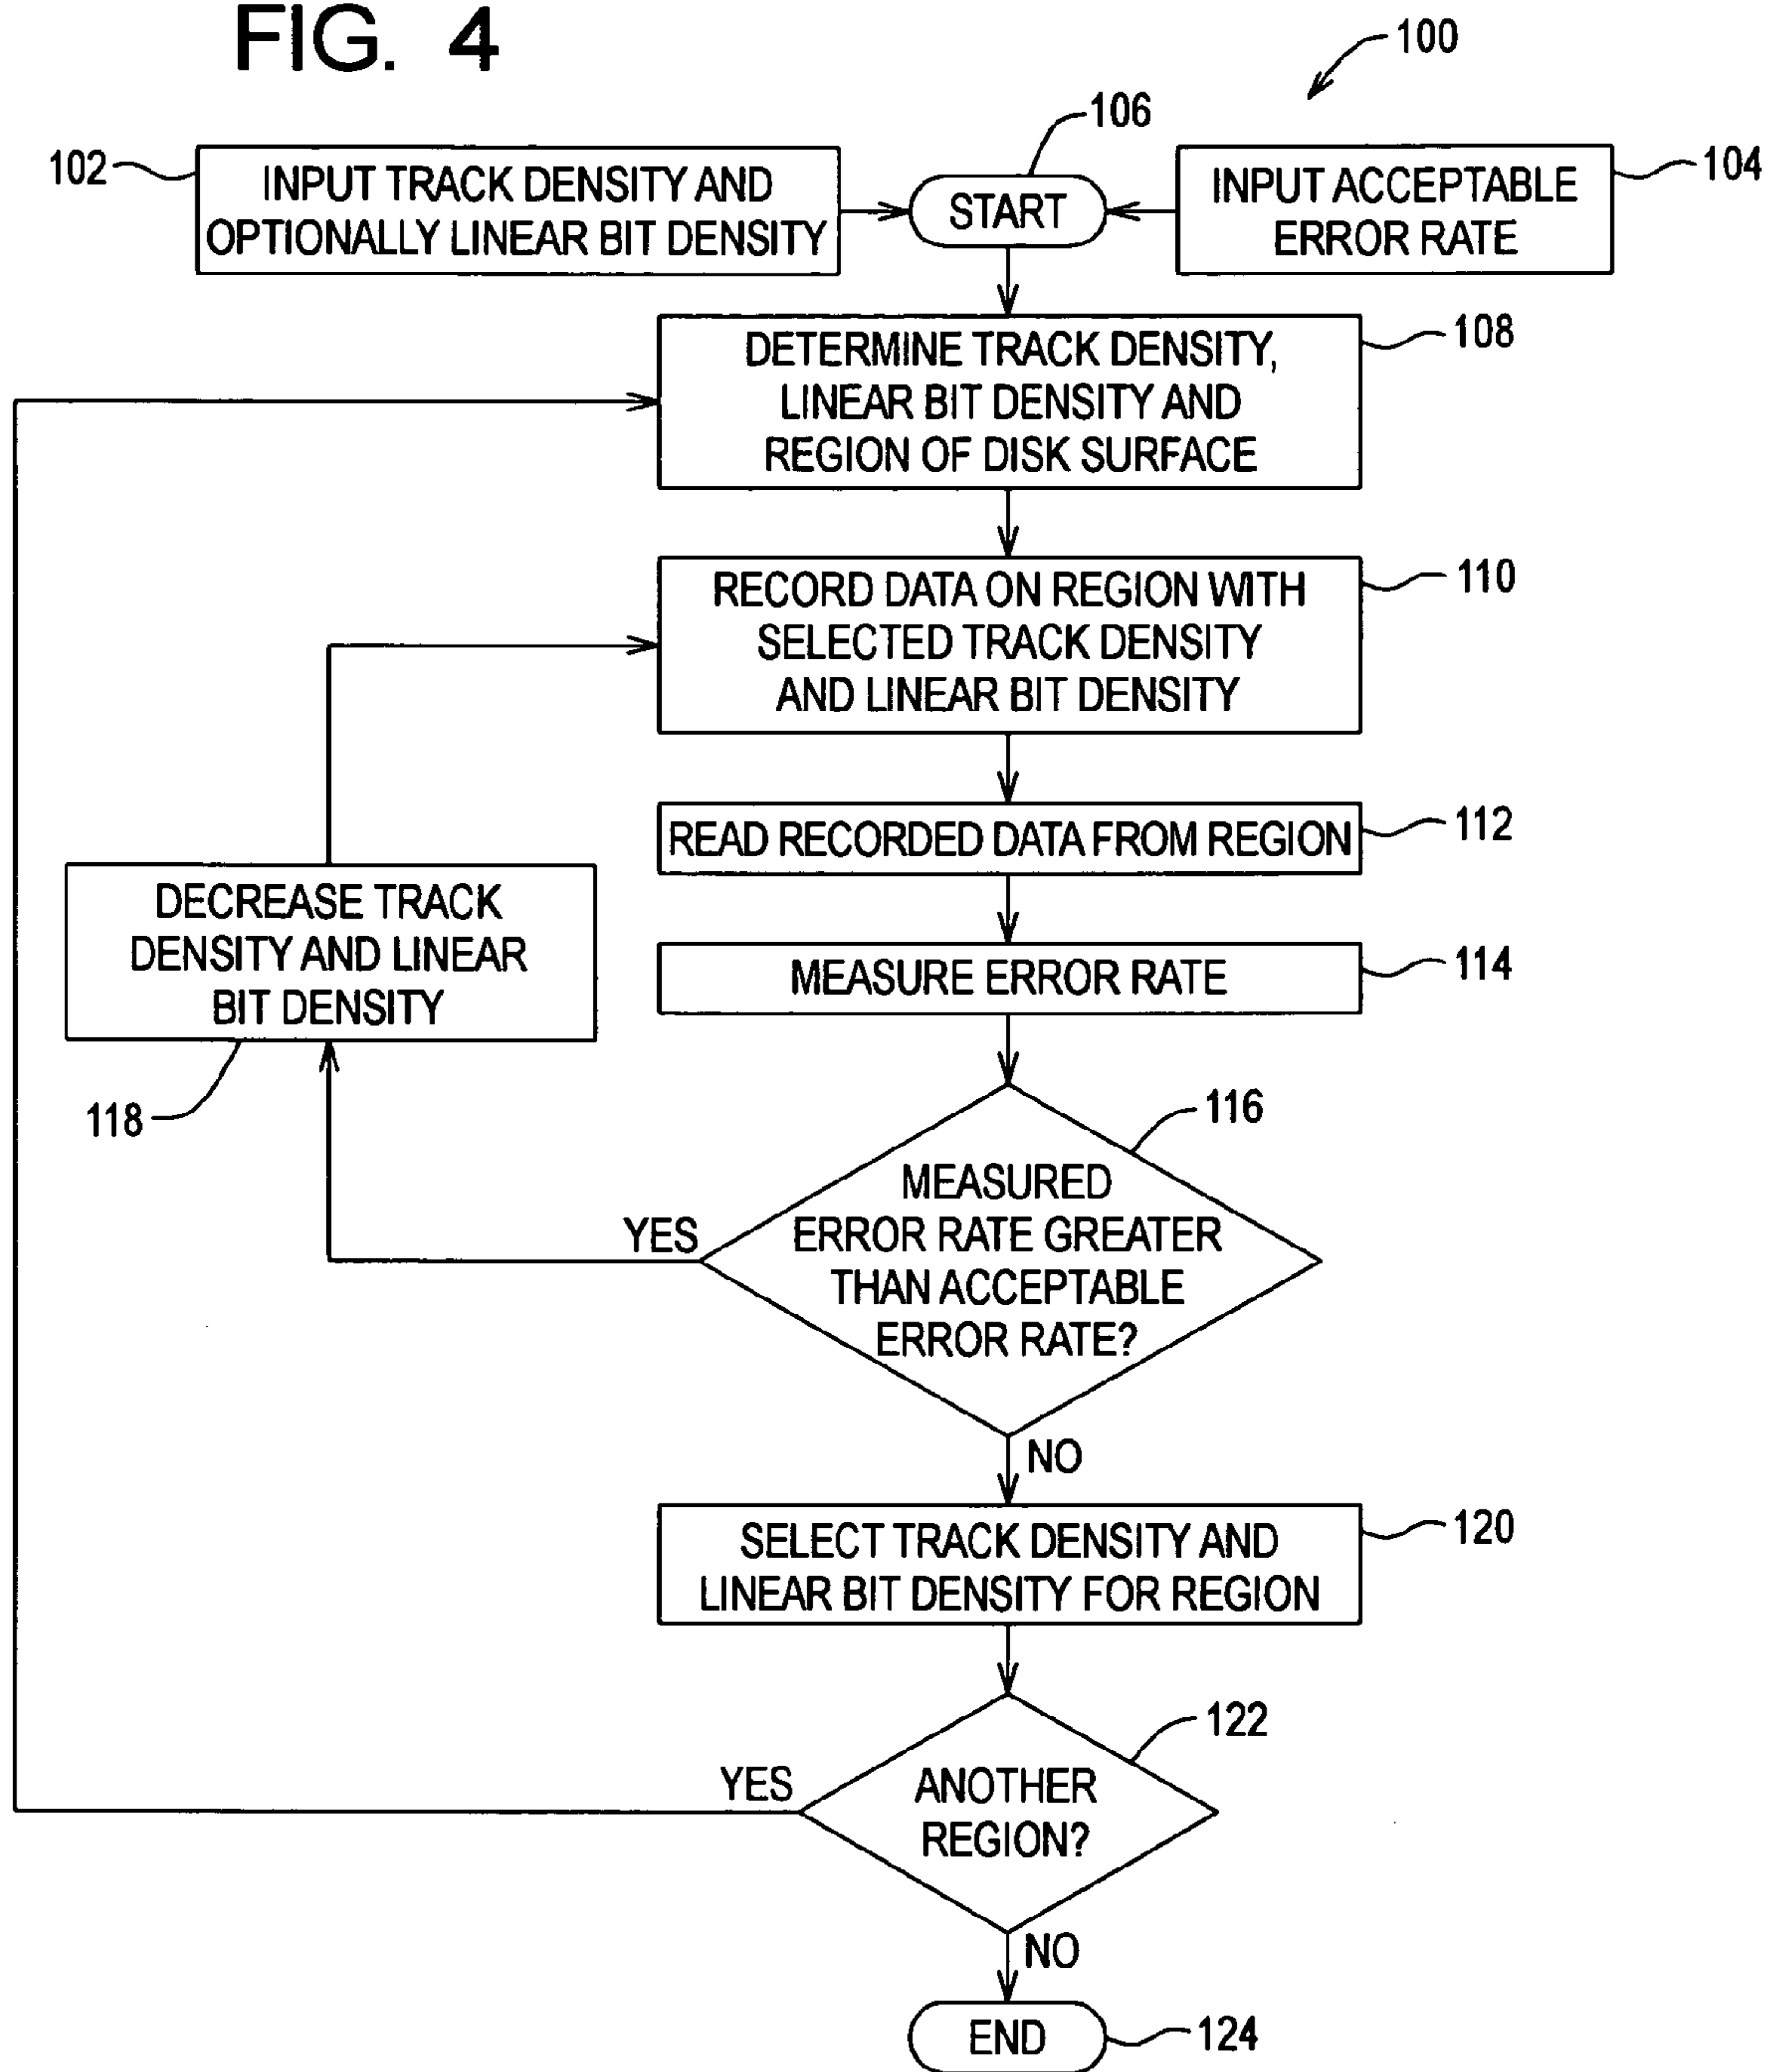 FIG. 4
100
106
102
INPUT TRACK DENSITY AND
OPTIONALLY LINEAR BIT DENSITY
START
INPUT ACCEPTABLE
ERROR RATE
104
DETERMINE TRACK DENSITY,
LINEAR BIT DENSITY AND
REGION OF DISK SURFACE
108
RECORD DATA ON REGION WITH
SELECTED TRACK DENSITY
AND LINEAR BIT DENSITY
110
READ RECORDED DATA FROM REGION
112
DECREASE TRACK
DENSITY AND LINEAR
BIT DENSITY
118
MEASURE ERROR RATE
114
116
MEASURED
ERROR RATE GREATER
THAN ACCEPTABLE
ERROR RATE?
YES
NO
SELECT TRACK DENSITY AND
LINEAR BIT DENSITY FOR REGION
120
122
YES
ANOTHER
REGION?
NO
END
124